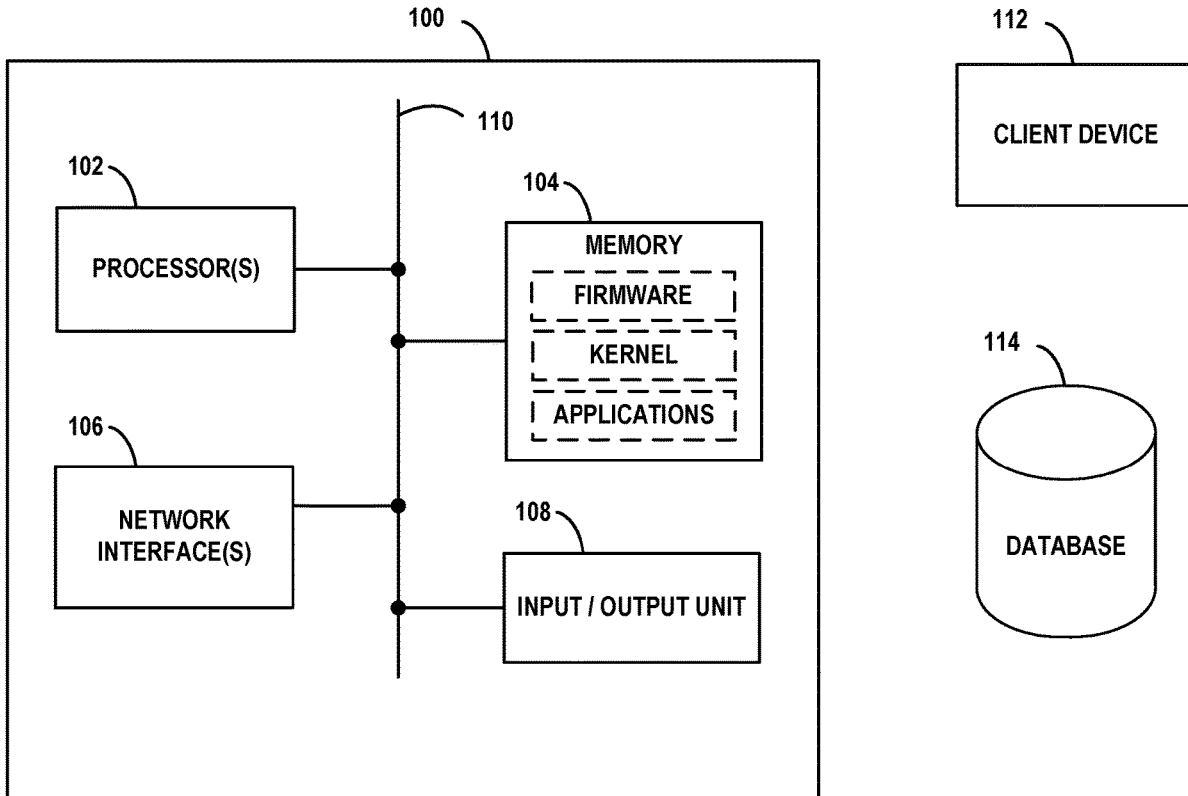 100
112
110
CLIENT DEVICE
102
104
PROCESSOR(S)
MEMORY
FIRMWARE
KERNEL
APPLICATIONS
114
106
NETWORK
INTERFACE(S)
108
INPUT / OUTPUT UNIT
DATABASE